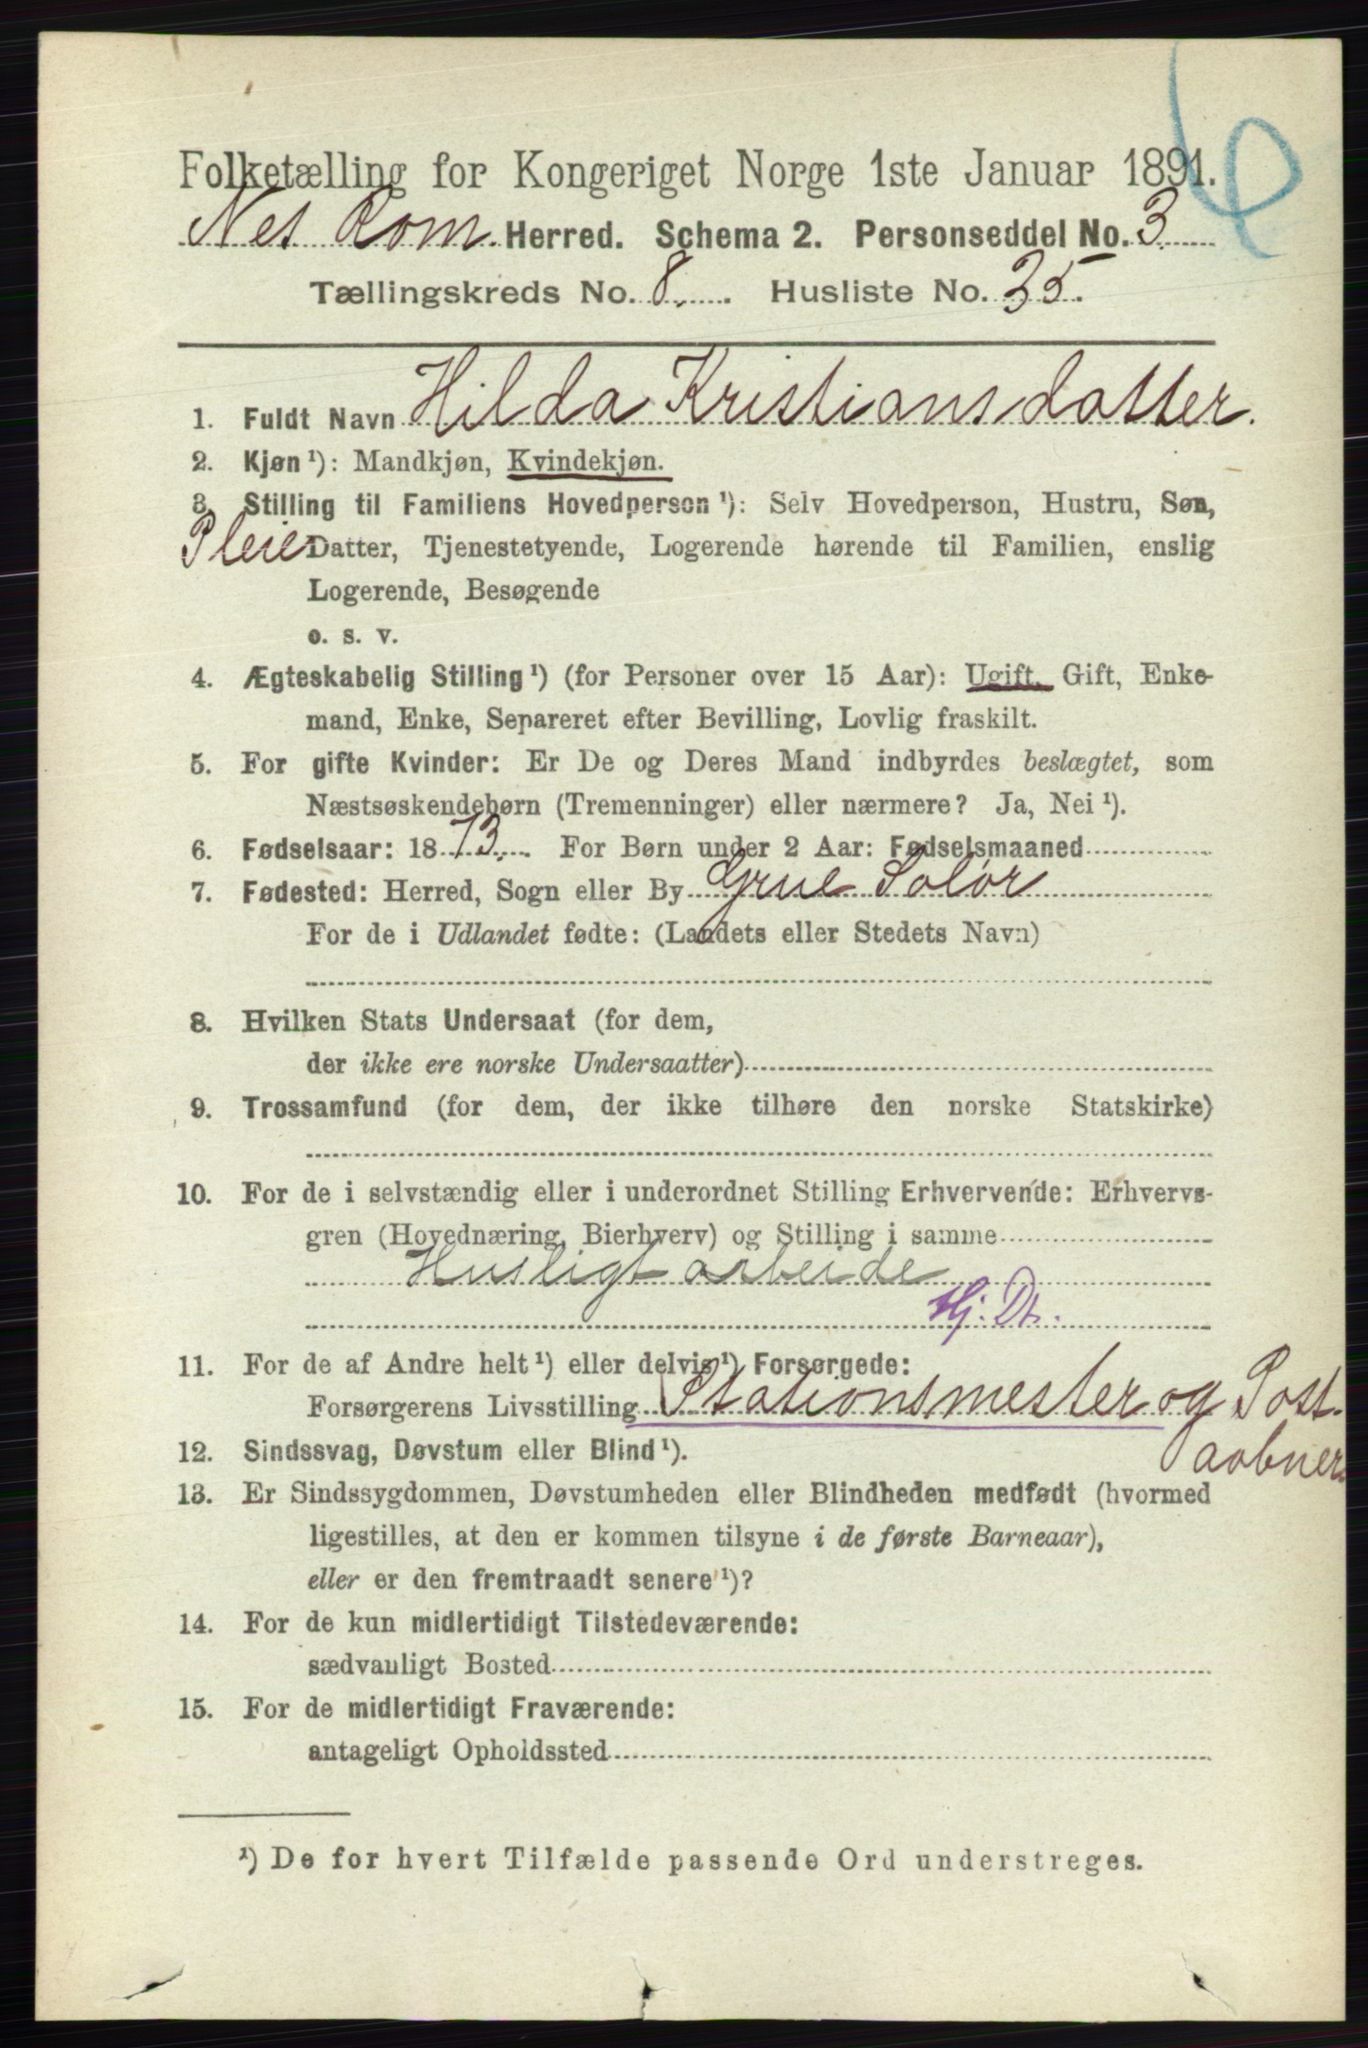 Folketælling for Kongeriget Norge 1ste Januar 1891.
Nes Rom. Herred. Schema 2. Personseddel No. 3.
Tællingskreds No. 8. Husliste No. 35.
1. Fuldt Navn Hilda Kristiansdatter.
2. Kjøn ¹): Mandkjøn, Kvindekjøn.
3. Stilling til Familiens Hovedperson ¹): Selv Hovedperson, Hustru, Søn,
Pleie Datter, Tjenestetyende, Logerende hørende til Familien, enslig
Logerende, Besøgende
o. s. v.
4. Ægteskabelig Stilling ¹) (for Personer over 15 Aar): Ugift, Gift, Enke-
mand, Enke, Separeret efter Bevilling, Lovlig fraskilt.
5. For gifte Kvinder: Er De og Deres Mand indbyrdes beslægtet, som
Næstsøskendebørn (Tremenninger) eller nærmere? Ja, Nei ¹).
6. Fødselsaar: 1873. For Børn under 2 Aar: Fødselsmaaned
7. Fødested: Herred, Sogn eller By Grue Solør
For de i Udlandet fødte: (Landets eller Stedets Navn)
8. Hvilken Stats Undersaat (for dem,
der ikke ere norske Undersaatter)
9. Trossamfund (for dem, der ikke tilhøre den norske Statskirke)
10. For de i selvstændig eller i underordnet Stilling Erhvervende: Erhvervs-
gren (Hovednæring, Bierhverv) og Stilling i samme
Husligt arbeide
Hj. Dt.
11. For de af Andre helt ¹) eller delvis ¹) Forsørgede:
Forsørgerens Livsstilling Stationsmester og Post-
aabner
12. Sindssvag, Døvstum eller Blind ¹).
13. Er Sindssygdommen, Døvstumheden eller Blindheden medfødt (hvormed
ligestilles, at den er kommen tilsyne i de første Barneaar),
eller er den fremtraadt senere ¹)?
14. For de kun midlertidigt Tilstedeværende:
sædvanligt Bosted
15. For de midlertidigt Fraværende:
antageligt Opholdssted
¹) De for hvert Tilfælde passende Ord understreges.